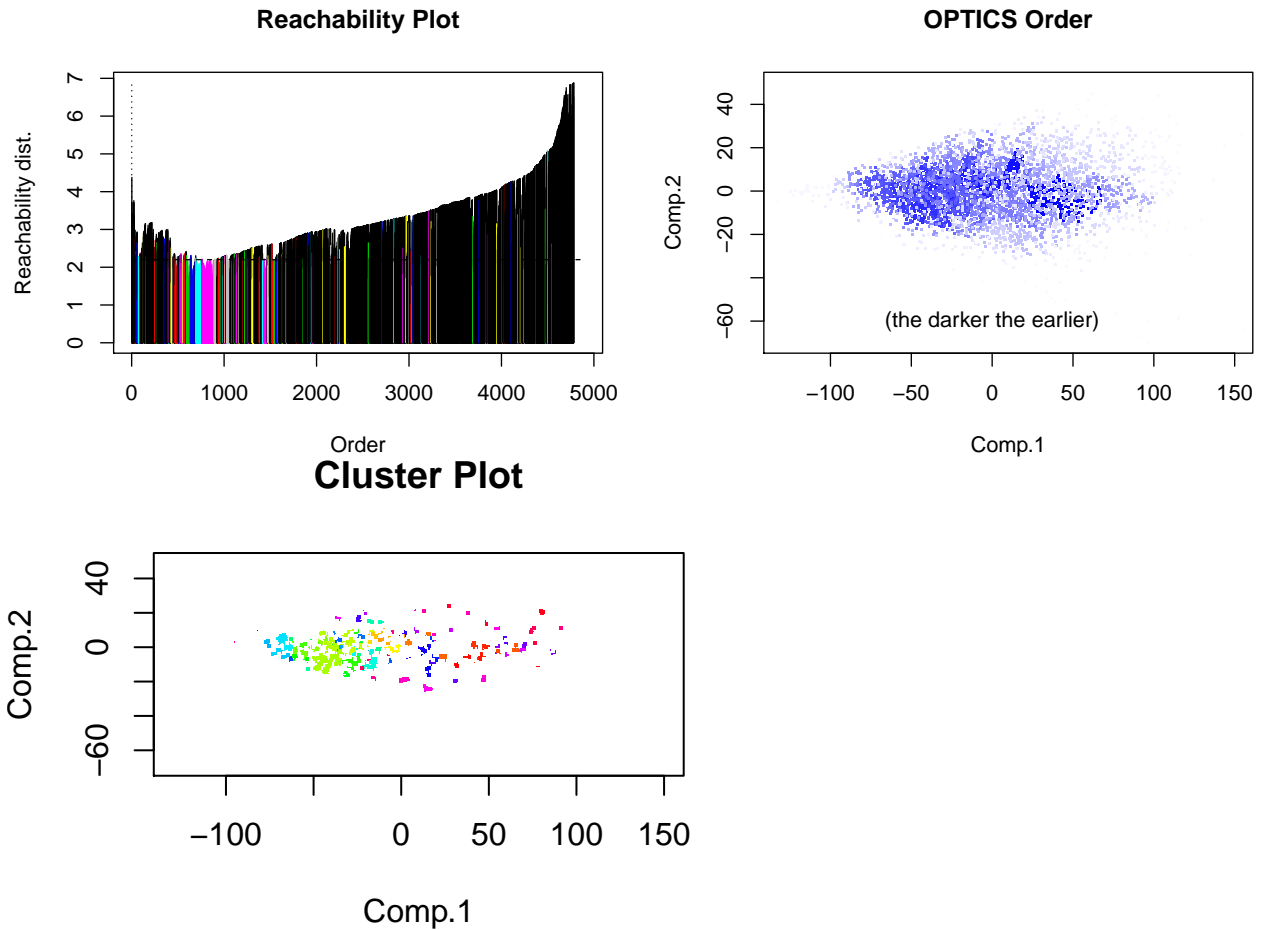 Reachability Plot
Reachability dist.
7
6
5
4
3
2
1
0
0 1000 2000 3000 4000 5000
Order
OPTICS Order
Comp.2
40
20
0
−20
−60
(the darker the earlier)
−100 −50 0 50 100 150
Comp.1
Cluster Plot
Comp.2
40
0
−60
−100 0 50 100 150
Comp.1